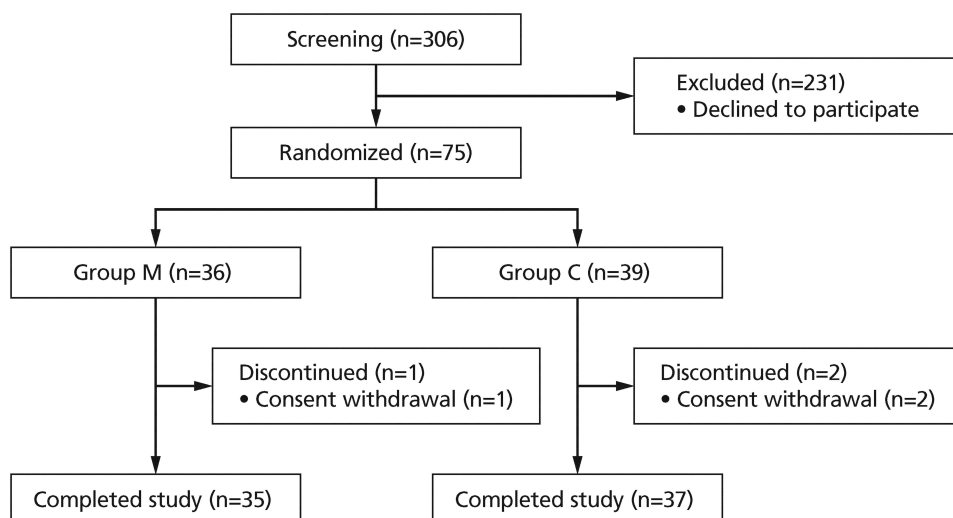 Screening (n=306)
Excluded (n=231)
• Declined to participate
Randomized (n=75)
Group M (n=36)
Group C (n=39)
Discontinued (n=1)
• Consent withdrawal (n=1)
Discontinued (n=2)
• Consent withdrawal (n=2)
Completed study (n=35)
Completed study (n=37)